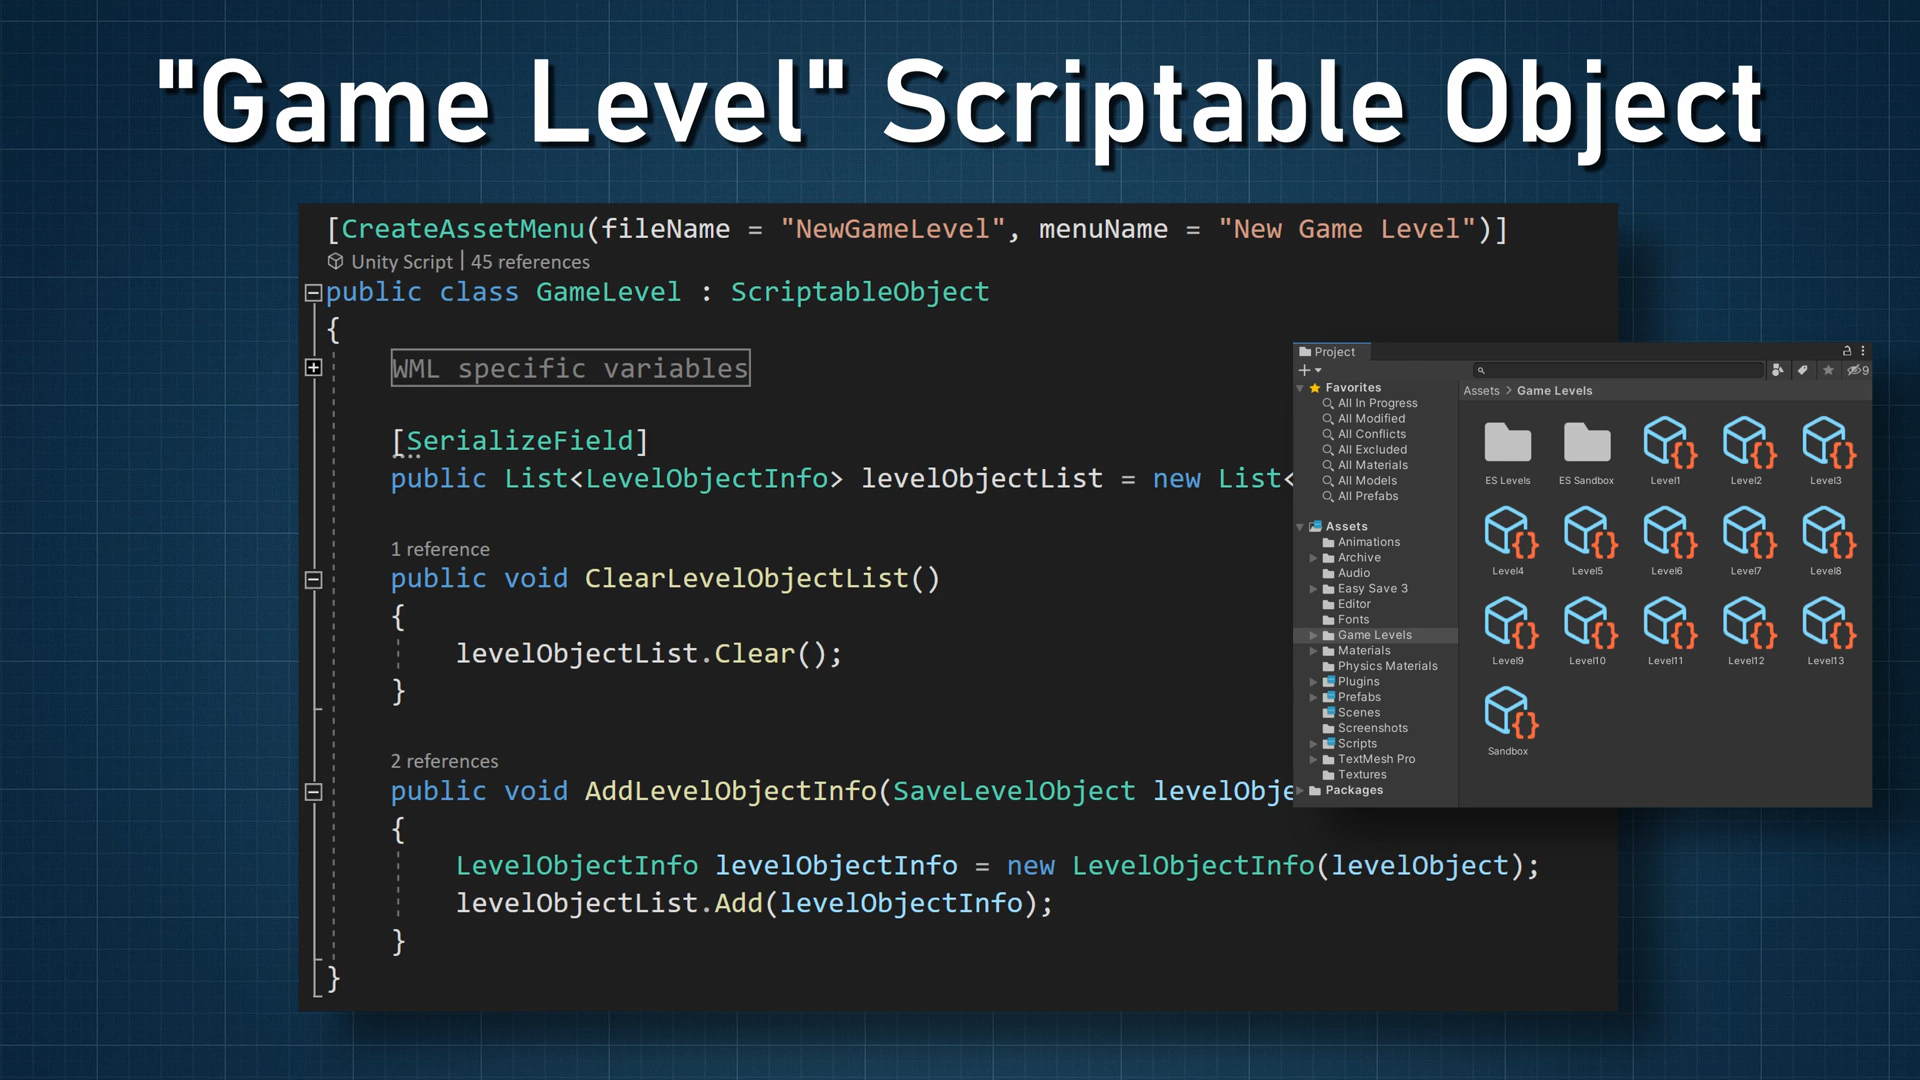 "Game Level" Scriptable Object
[CreateAssetMenu(fileName = "NewGameLevel", menuName = "New Game Level")]
Unity Script | 45 references
public class GameLevel : ScriptableObject
{
WML specific variables
[SerializeField]
public List<LevelObjectInfo> levelObjectList = new List<
1 reference
public void ClearLevelObjectList()
{
levelObjectList.Clear();
}
2 references
public void AddLevelObjectInfo(SaveLevelObject levelObje
{
LevelObjectInfo levelObjectInfo = new LevelObjectInfo(levelObject);
levelObjectList.Add(levelObjectInfo);
}
}
Project
9
Favorites
All In Progress
All Modified
All Conflicts
All Excluded
All Materials
All Models
All Prefabs
Assets
Animations
Archive
Audio
Easy Save 3
Editor
Fonts
Game Levels
Materials
Physics Materials
Plugins
Prefabs
Scenes
Screenshots
Scripts
TextMesh Pro
Textures
Packages
Assets > Game Levels
ES Levels ES Sandbox Level1 Level2 Level3
Level4 Level5 Level6 Level7 Level8
Level9 Level10 Level11 Level12 Level13
Sandbox